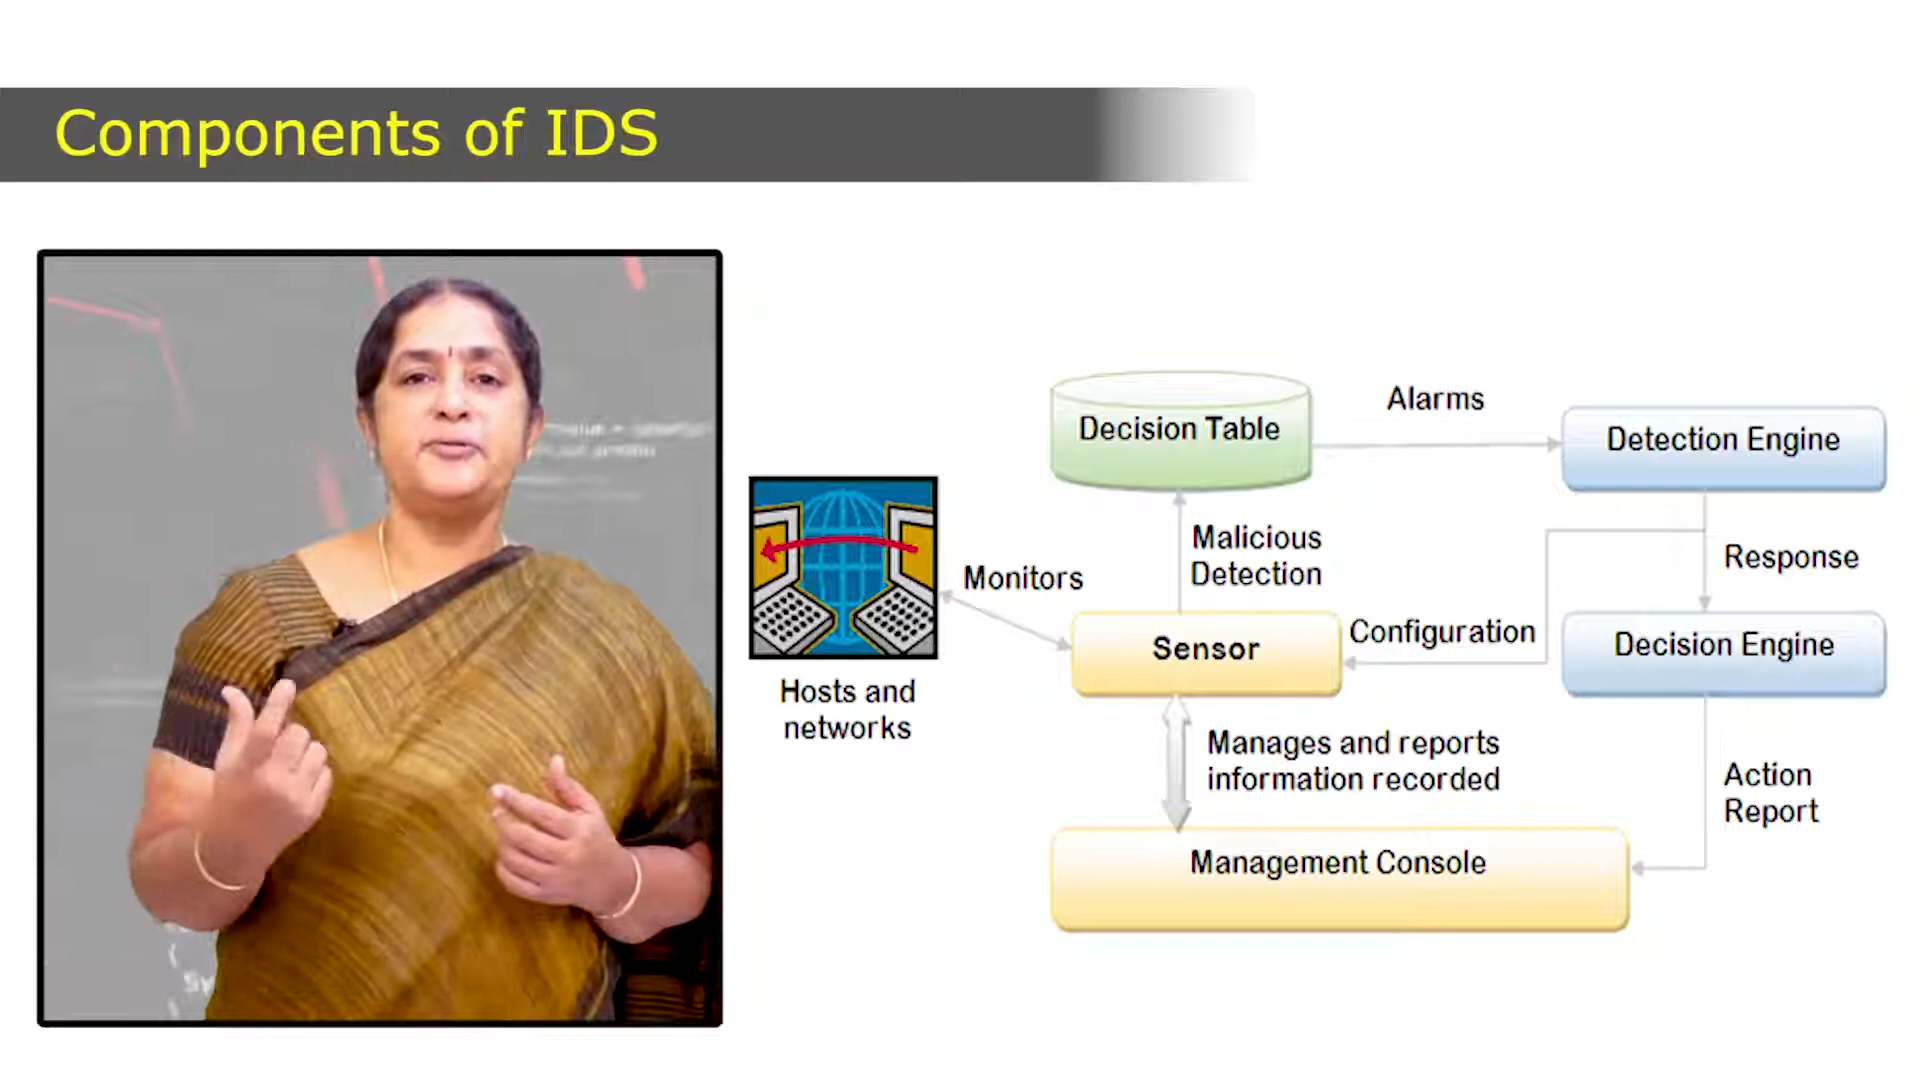 Components of IDS
Decision Table
Alarms
Detection Engine
Malicious
Detection
Response
Monitors
Sensor
Configuration
Decision Engine
Hosts and
networks
Manages and reports
information recorded
Action
Report
Management Console